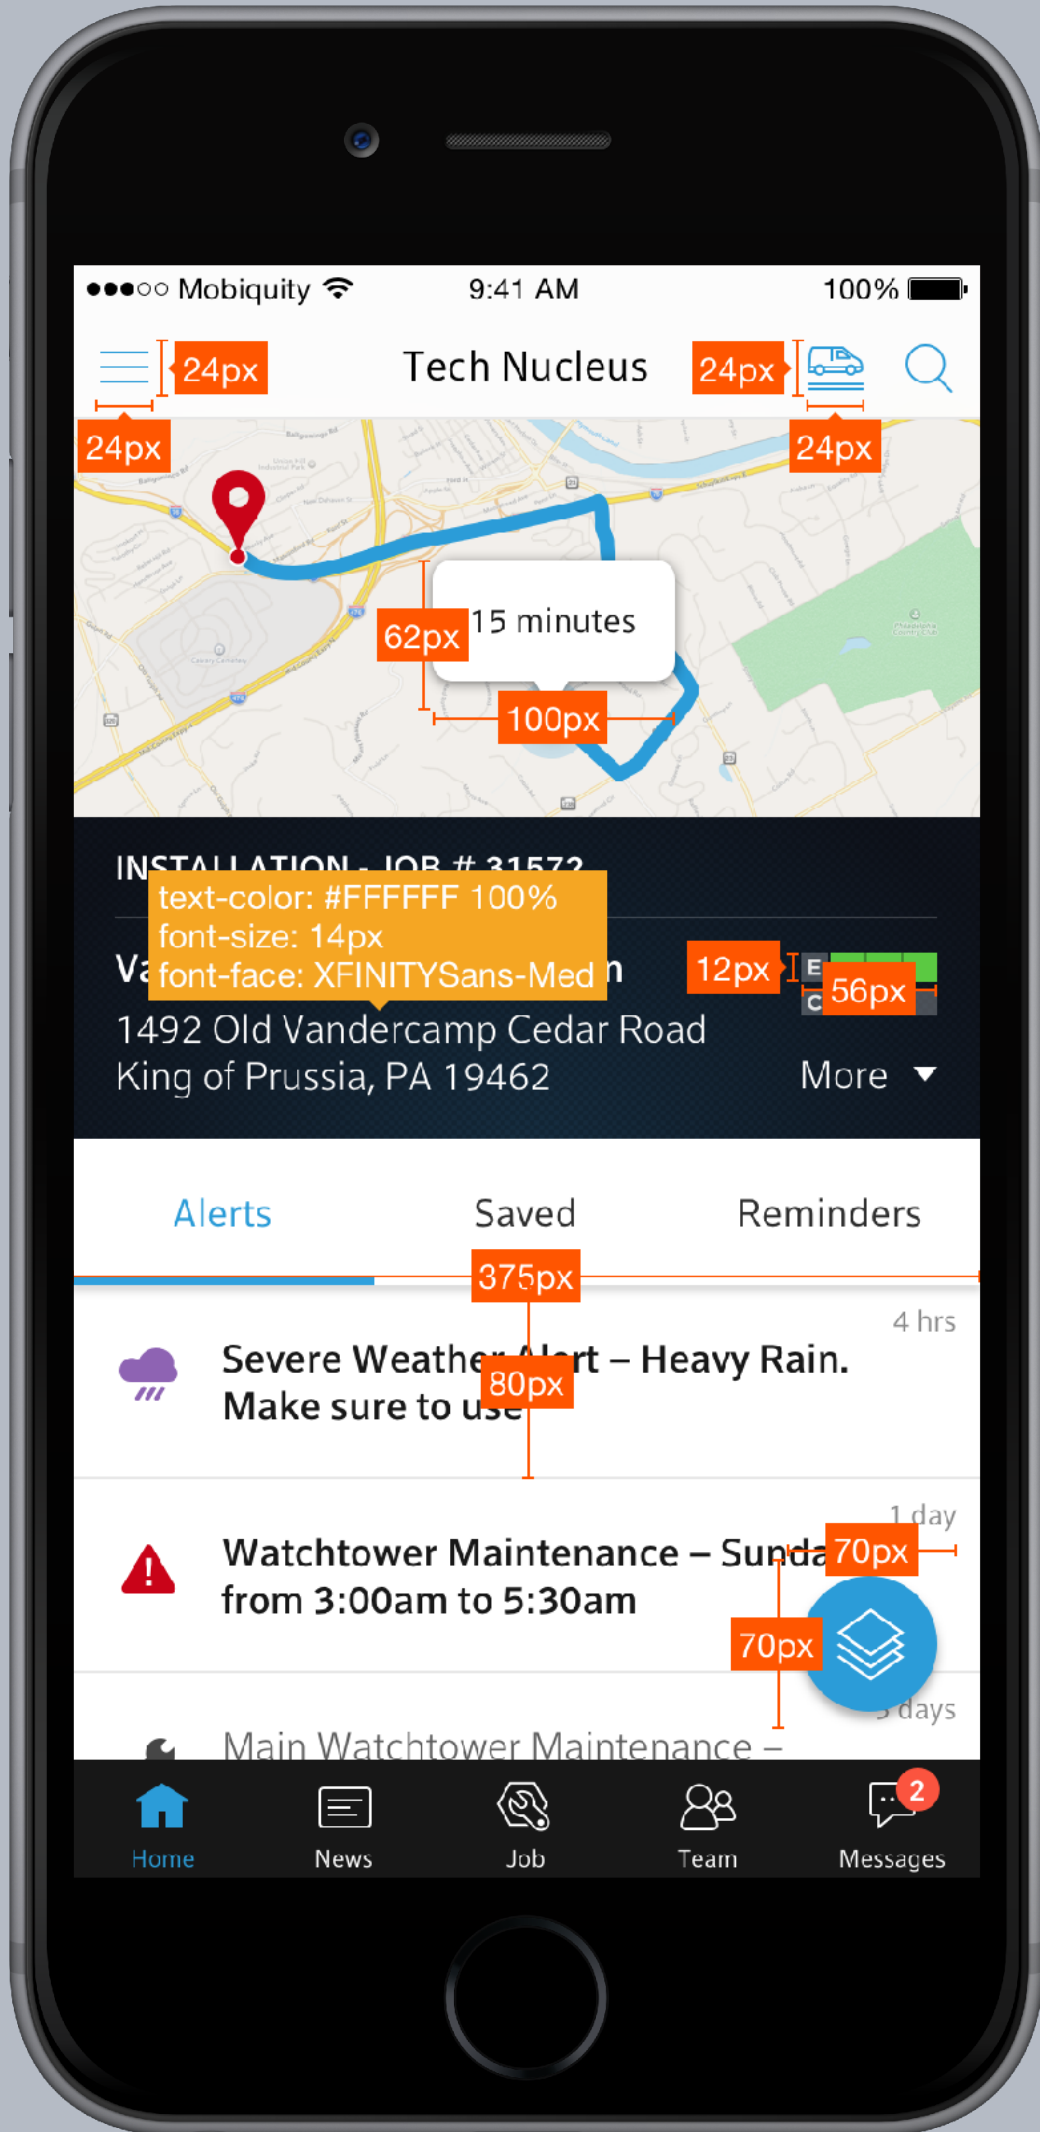 Mobiquity 9:41 AM 100%
24px Tech Nucleus 24px
24px 24px
15 minutes
62px
100px
INSTALLATION - JOB # 31572
text-color: #FFFFFF 100%
font-size: 14px
font-face: XFINITYSans-Med
12px E
C 56px
1492 Old Vandercamp Cedar Road
King of Prussia, PA 19462
More
Alerts Saved Reminders
375px
4 hrs
Severe Weather Alert – Heavy Rain.
80px
Make sure to use
1 day
Watchtower Maintenance – Sunda
70px
from 3:00am to 5:30am
70px
days
Main Watchtower Maintenance –
2
Home News Job Team Messages